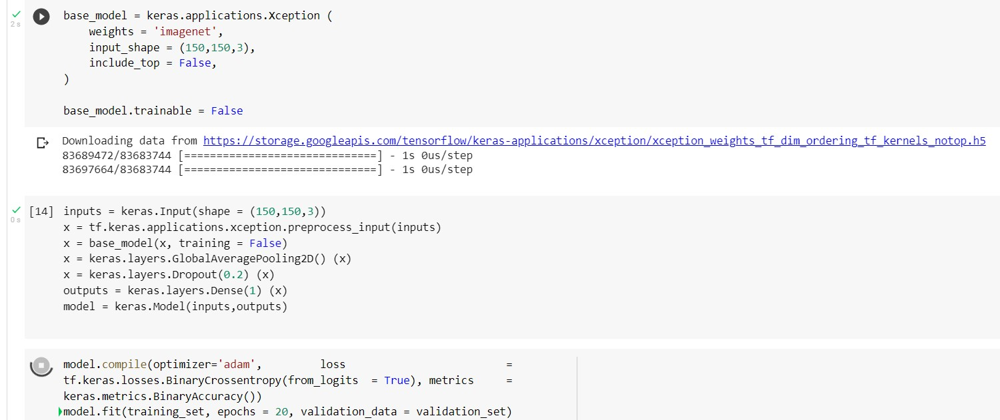 base_model = keras.applications.Xception (
2 s
weights = 'imagenet',
input_shape = (150,150,3),
include_top = False,
)
base_model.trainable = False
Downloading data from https://storage.googleapis.com/tensorflow/keras-applications/xception/xception_weights_tf_dim_ordering_tf_kernels_notop.h5
83689472/83683744 [==============================] - 1s 0us/step
83697664/83683744 [==============================] - 1s 0us/step
[14] inputs = keras.Input(shape = (150,150,3))
0 s
x = tf.keras.applications.xception.preprocess_input(inputs)
x = base_model(x, training = False)
x = keras.layers.GlobalAveragePooling2D() (x)
x = keras.layers.Dropout(0.2) (x)
outputs = keras.layers.Dense(1) (x)
model = keras.Model(inputs,outputs)
model.compile(optimizer='adam', loss =
tf.keras.losses.BinaryCrossentropy(from_logits = True), metrics =
keras.metrics.BinaryAccuracy())
model.fit(training_set, epochs = 20, validation_data = validation_set)